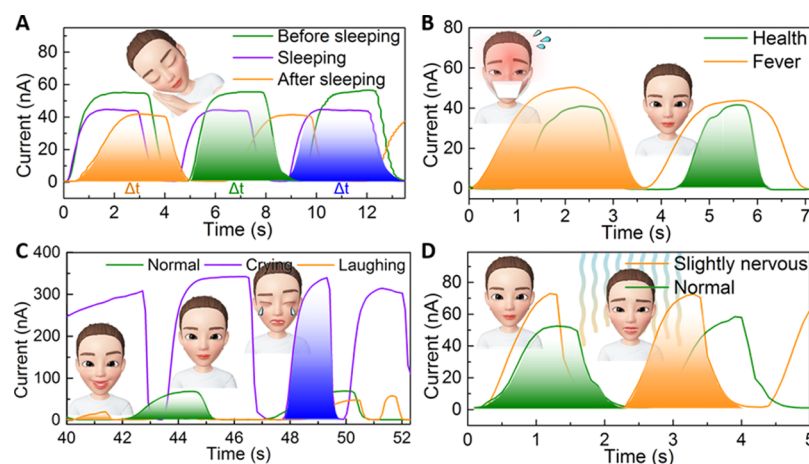 A
Current (nA)
80
60
40
20
0
Before sleeping
Sleeping
After sleeping
Δt
Δt
Δt
0 2 4 6 8 10 12
Time (s)
B
Current (nA)
80
60
40
20
0
Health
Fever
0 1 2 3 4 5 6 7
Time (s)
C
Current (nA)
400
300
200
100
0
Normal Crying Laughing
40 42 44 46 48 50 52
Time (s)
D
Current (nA)
80
60
40
20
0
Slightly nervous
Normal
0 1 2 3 4 5
Time (s)